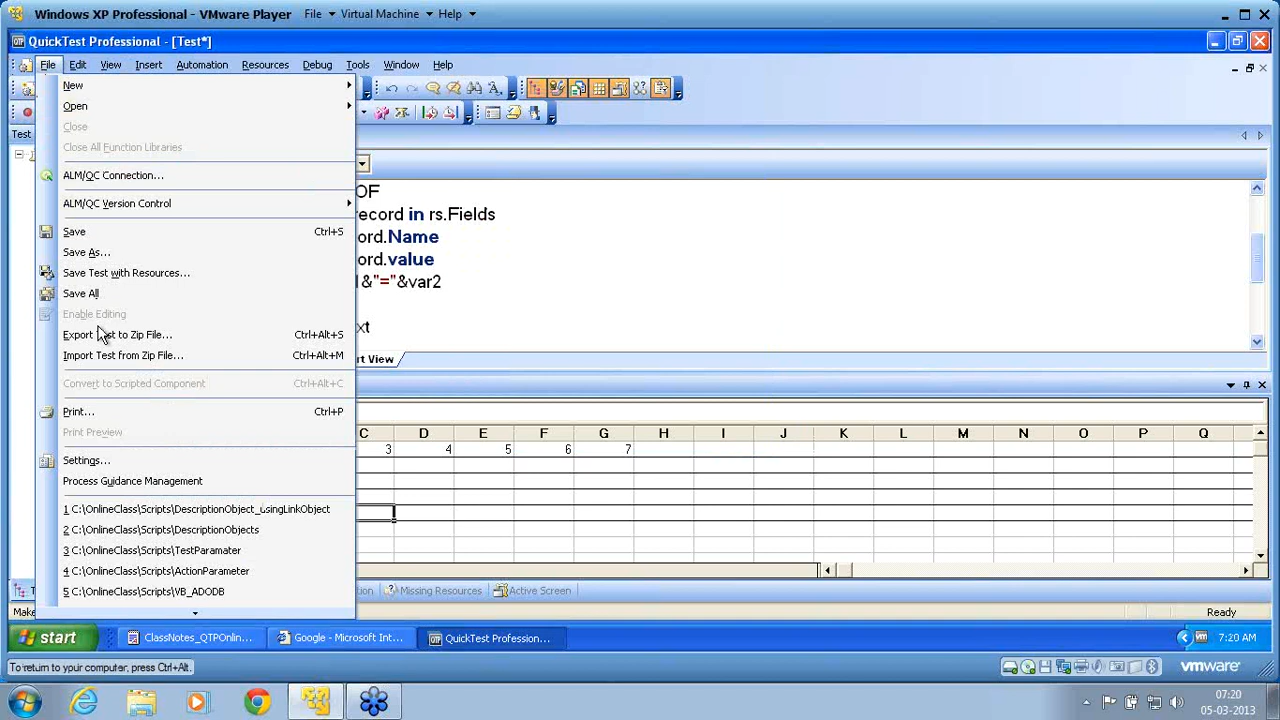 Windows XP Professional - VMware Player File Virtual Machine Help
QuickTest Professional - [Test*]
File Edit View Insert Automation Resources Debug Tools Window Help
New
Open
Test
Close
Close All Function Libraries
ALM/QC Connection...
OF
ALM/QC Version Control
ecord in rs.Fields
Save Ctrl+S
ord.Name
Save As...
ord.value
Save Test with Resources...
&"="&var2
Save All
Enable Editing
xt
Export Test to Zip File... Ctrl+Alt+S
Import Test from Zip File... Ctrl+Alt+M
rt View
Convert to Scripted Component Ctrl+Alt+C
Print... Ctrl+P
Print Preview
C D E F G H I J K L M N O P Q
3 4 5 6 7
Settings...
Process Guidance Management
1 C:\OnlineClass\Scripts\DescriptionObject_usingLinkObject
2 C:\OnlineClass\Scripts\DescriptionObjects
3 C:\OnlineClass\Scripts\TestParamater
4 C:\OnlineClass\Scripts\ActionParameter
5 C:\OnlineClass\Scripts\VB_ADODB
tion Missing Resources Active Screen
Make Ready
start ClassNotes_QTPOnlin... Google - Microsoft Int... QuickTest Profession... 7:20 AM
To return to your computer, press Ctrl+Alt. vmware
07:20
05-03-2013